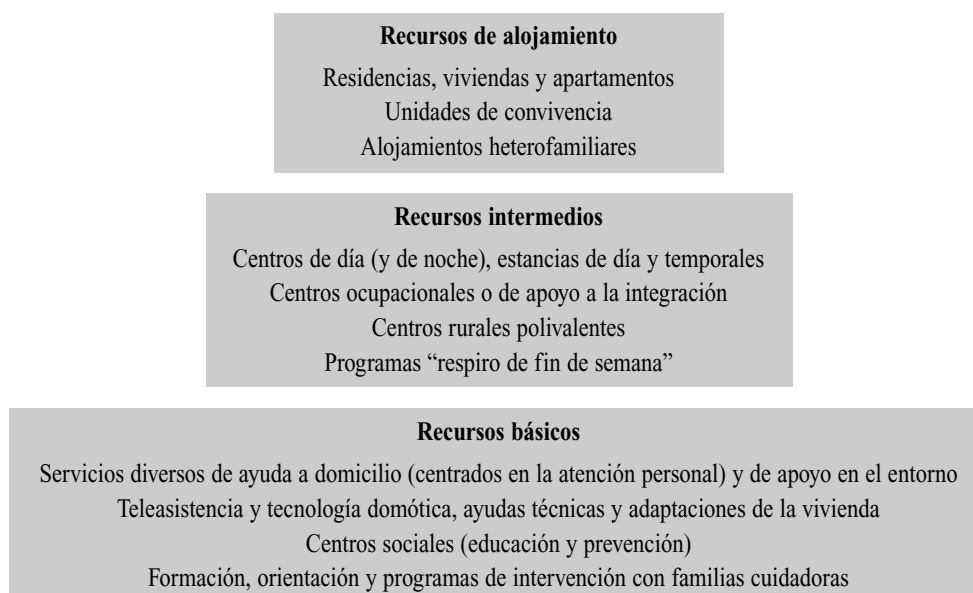 Recursos de alojamiento
Residencias, viviendas y apartamentos
Unidades de convivencia
Alojamientos heterofamiliares
Recursos intermedios
Centros de día (y de noche), estancias de día y temporales
Centros ocupacionales o de apoyo a la integración
Centros rurales polivalentes
Programas “respiro de fin de semana”
Recursos básicos
Servicios diversos de ayuda a domicilio (centrados en la atención personal) y de apoyo en el entorno
Teleasistencia y tecnología domótica, ayudas técnicas y adaptaciones de la vivienda
Centros sociales (educación y prevención)
Formación, orientación y programas de intervención con familias cuidadoras